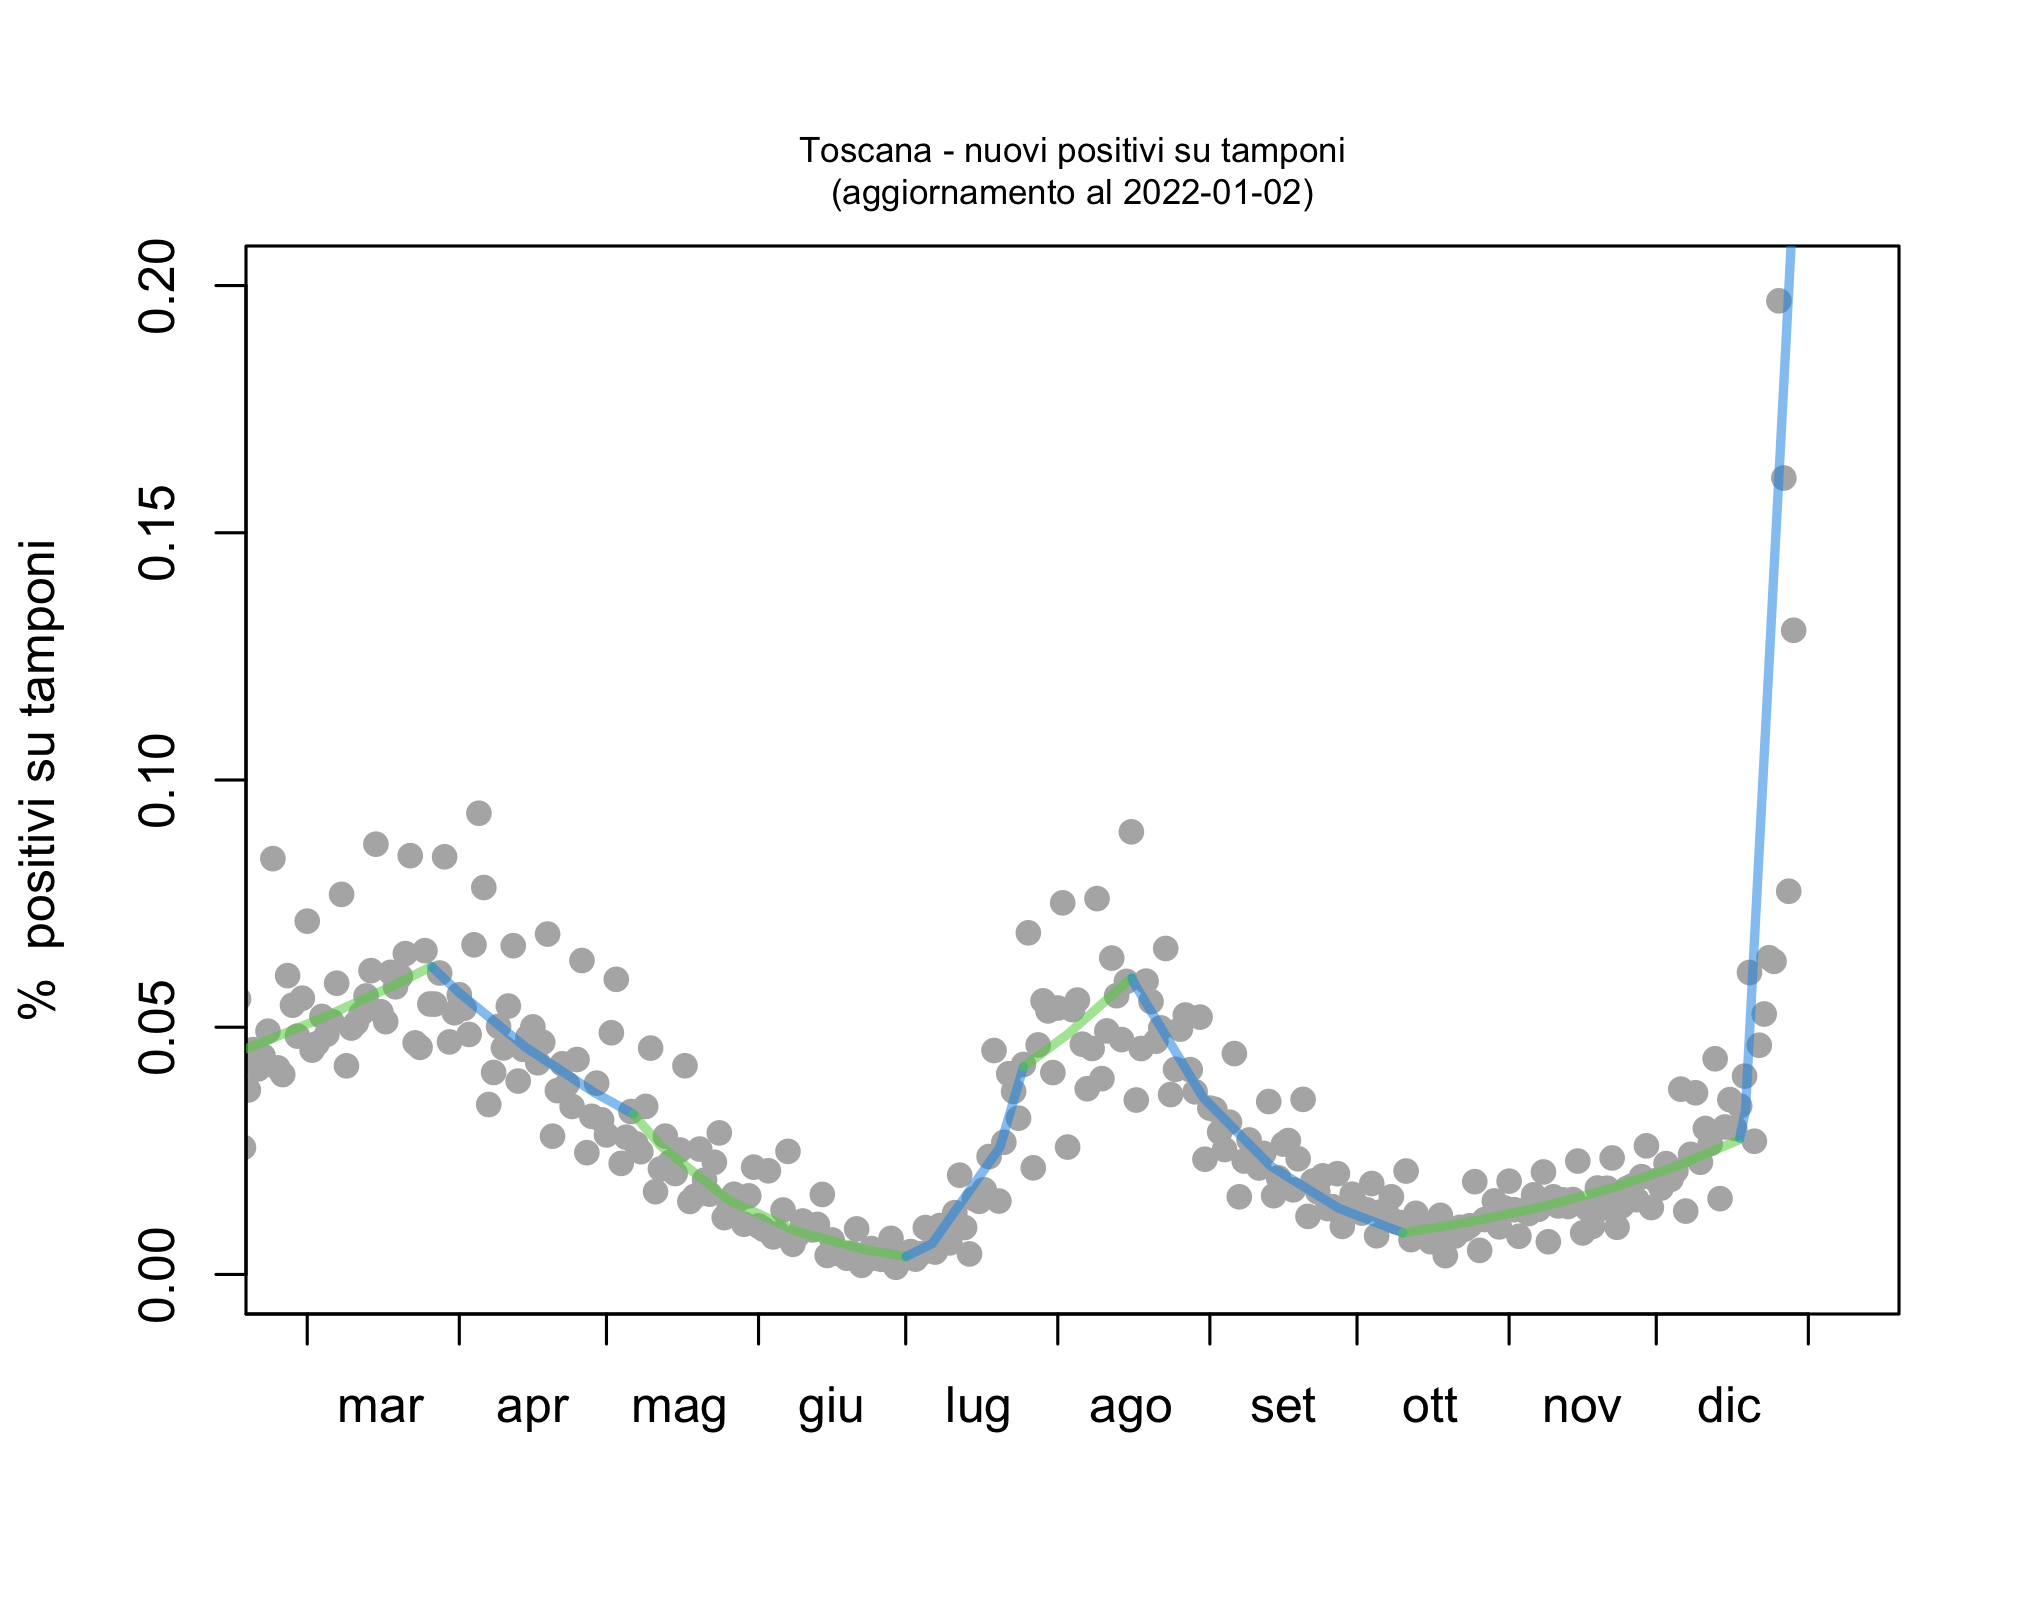 Toscana - nuovi positivi su tamponi
(aggiornamento al 2022-01-02)
% positivi su tamponi
0.20
0.15
0.10
0.05
0.00
mar apr mag giu lug ago set ott nov dic